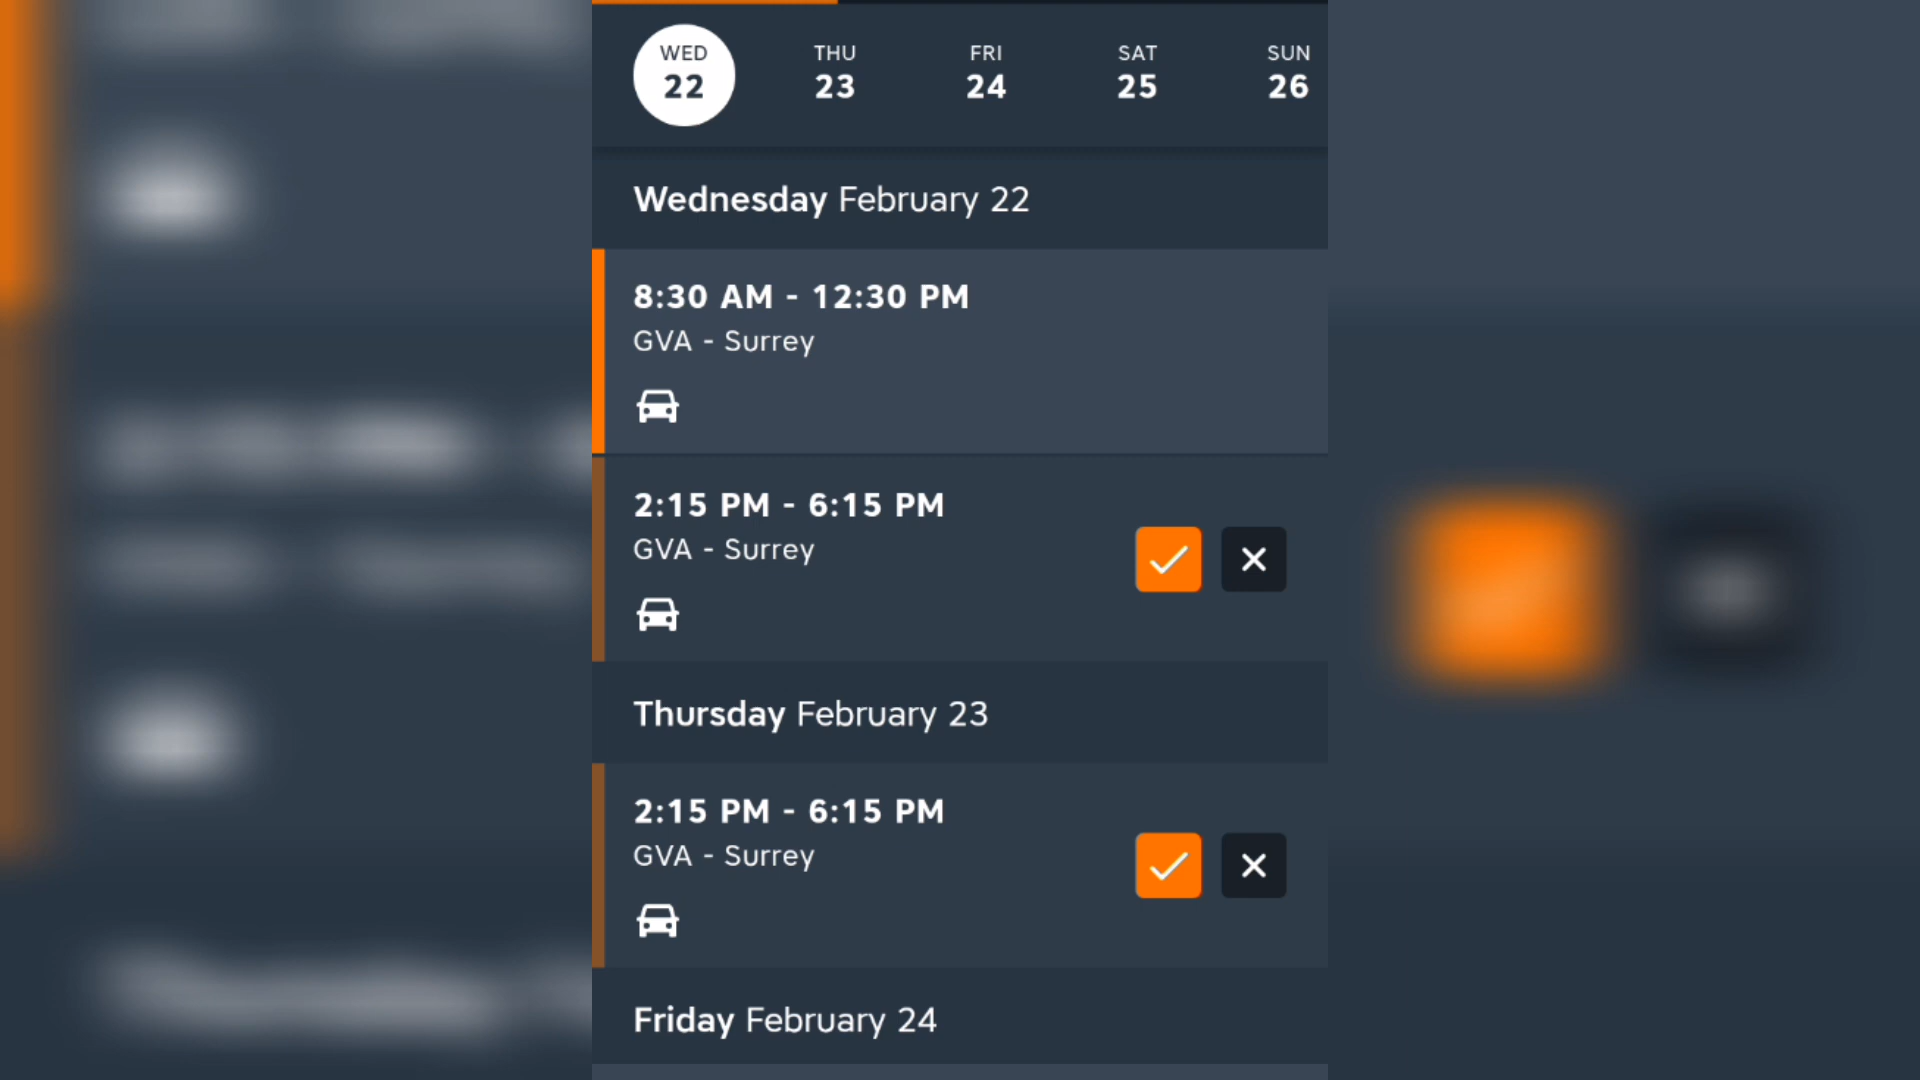 WED THU FRI SAT SUN
22 23 24 25 26
Wednesday February 22
8:30 AM - 12:30 PM
GVA - Surrey
2:15 PM - 6:15 PM
GVA - Surrey
Thursday February 23
2:15 PM - 6:15 PM
GVA - Surrey
Friday February 24